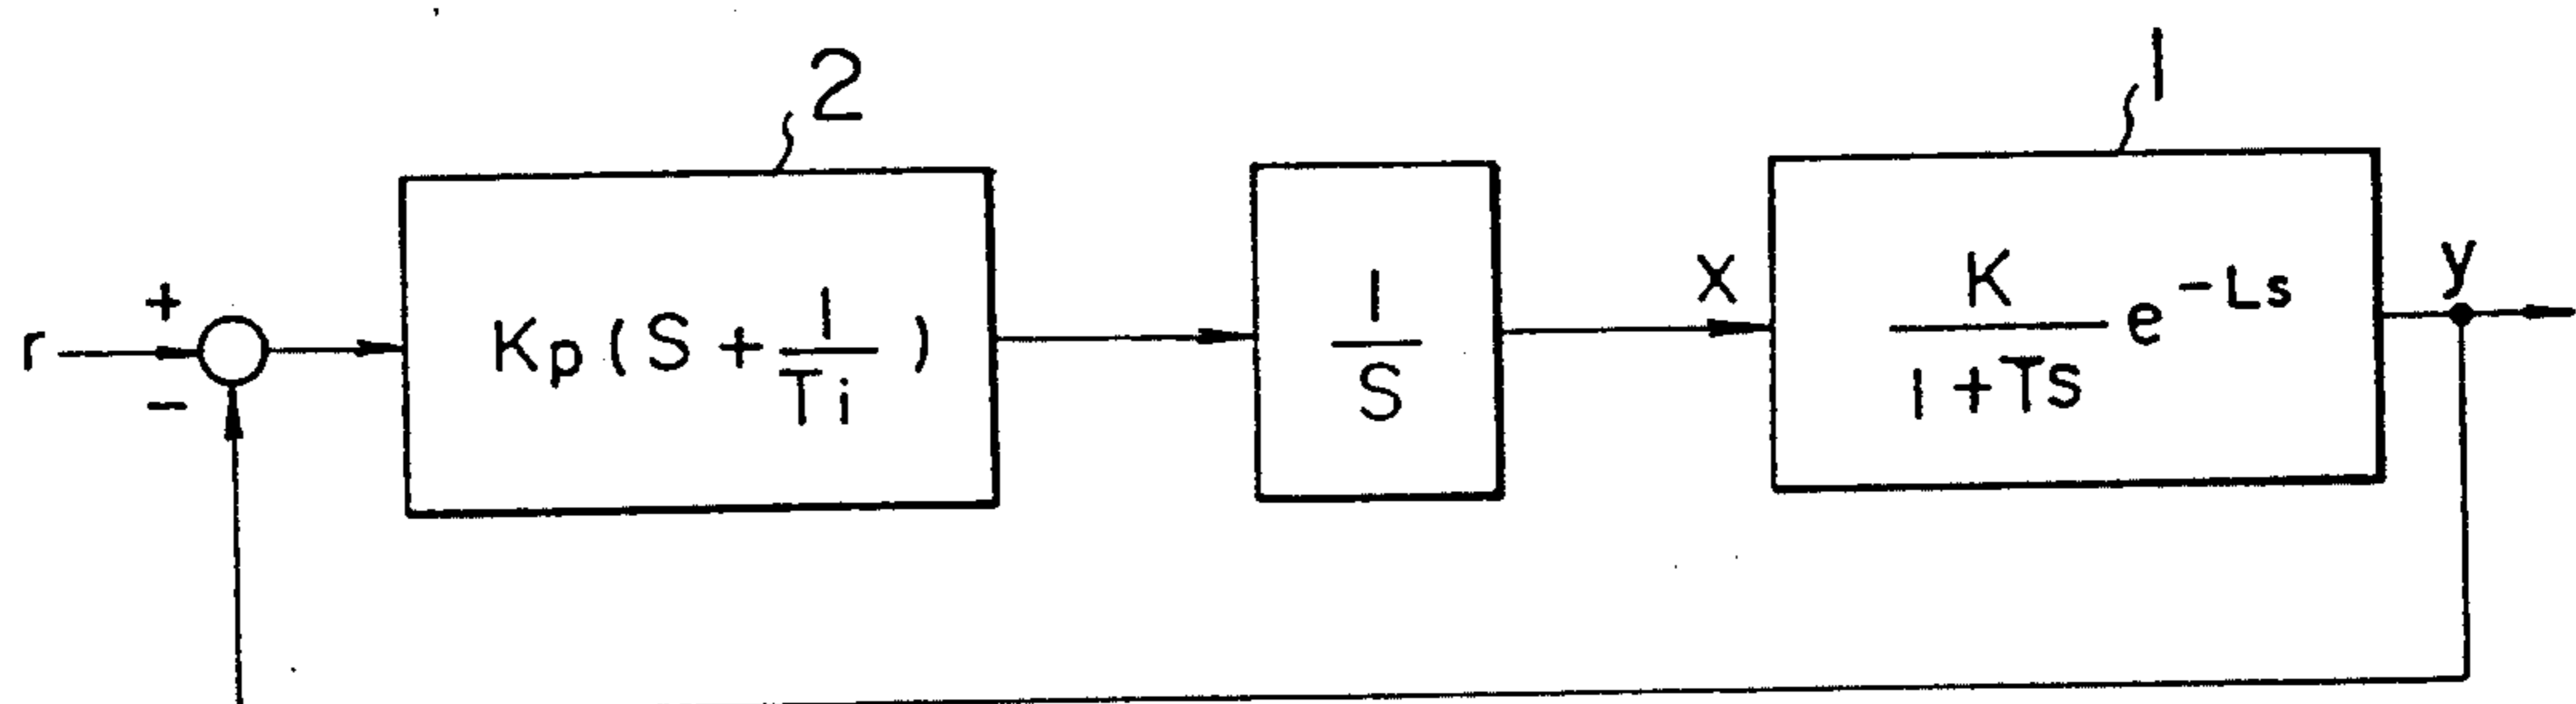 2
1
r
+
-
Kp(S+1/Ti)
1/S
X
K/(1+TS) e^-Ls
y